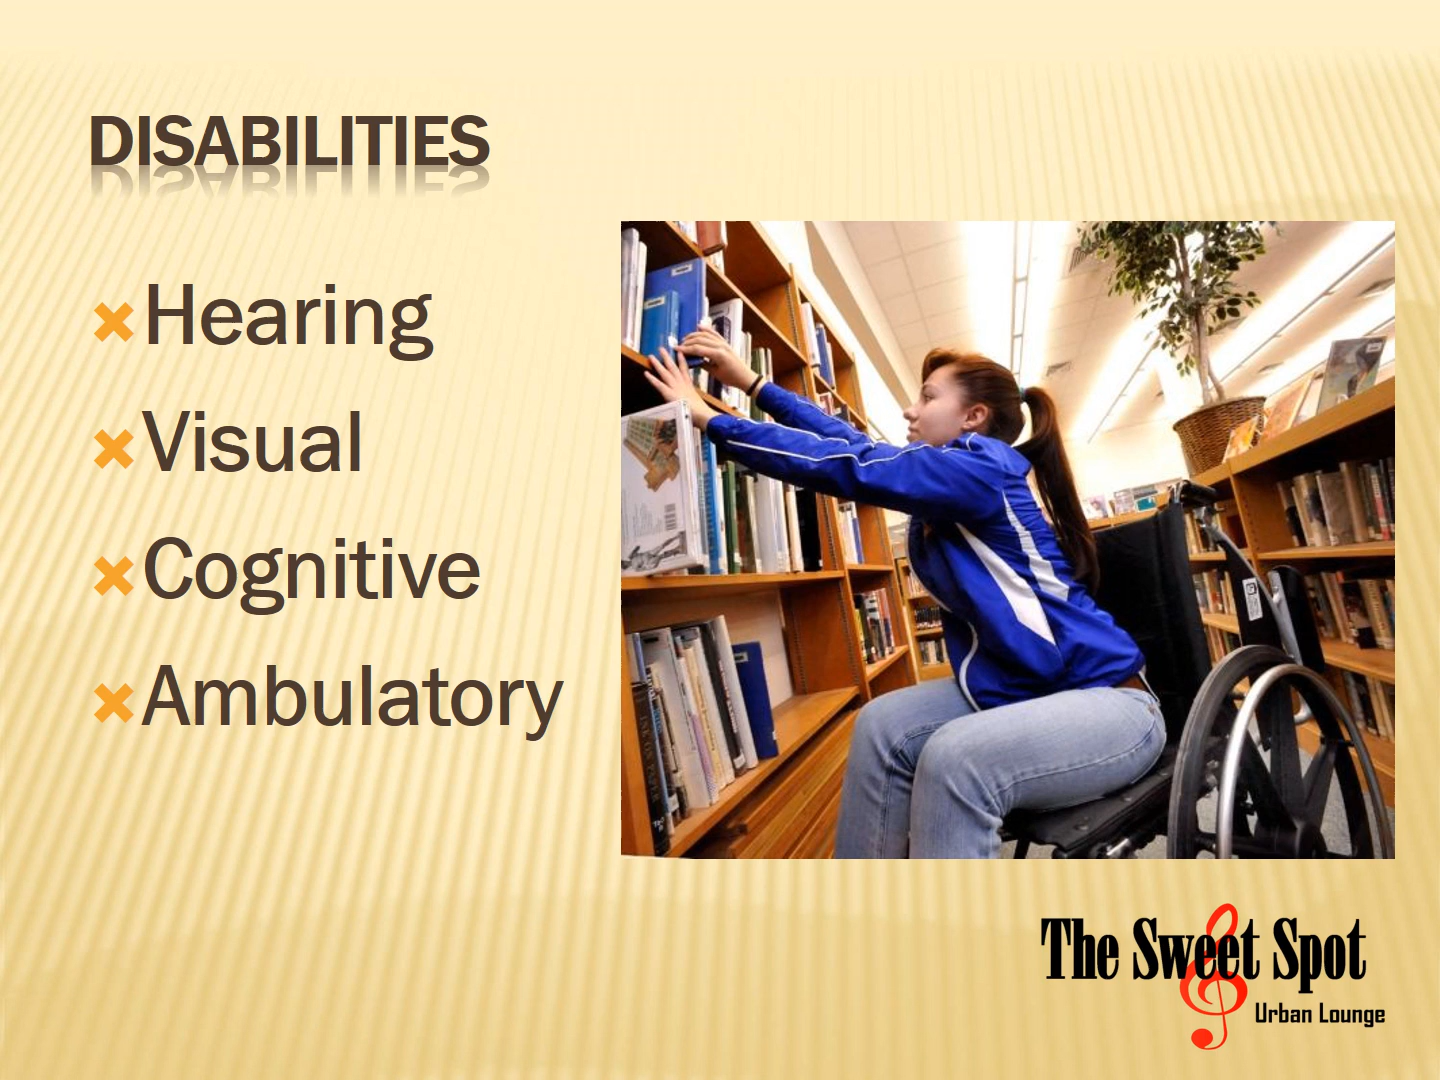 DISABILITIES
Hearing
Visual
Cognitive
Ambulatory
The Sweet Spot
Urban Lounge